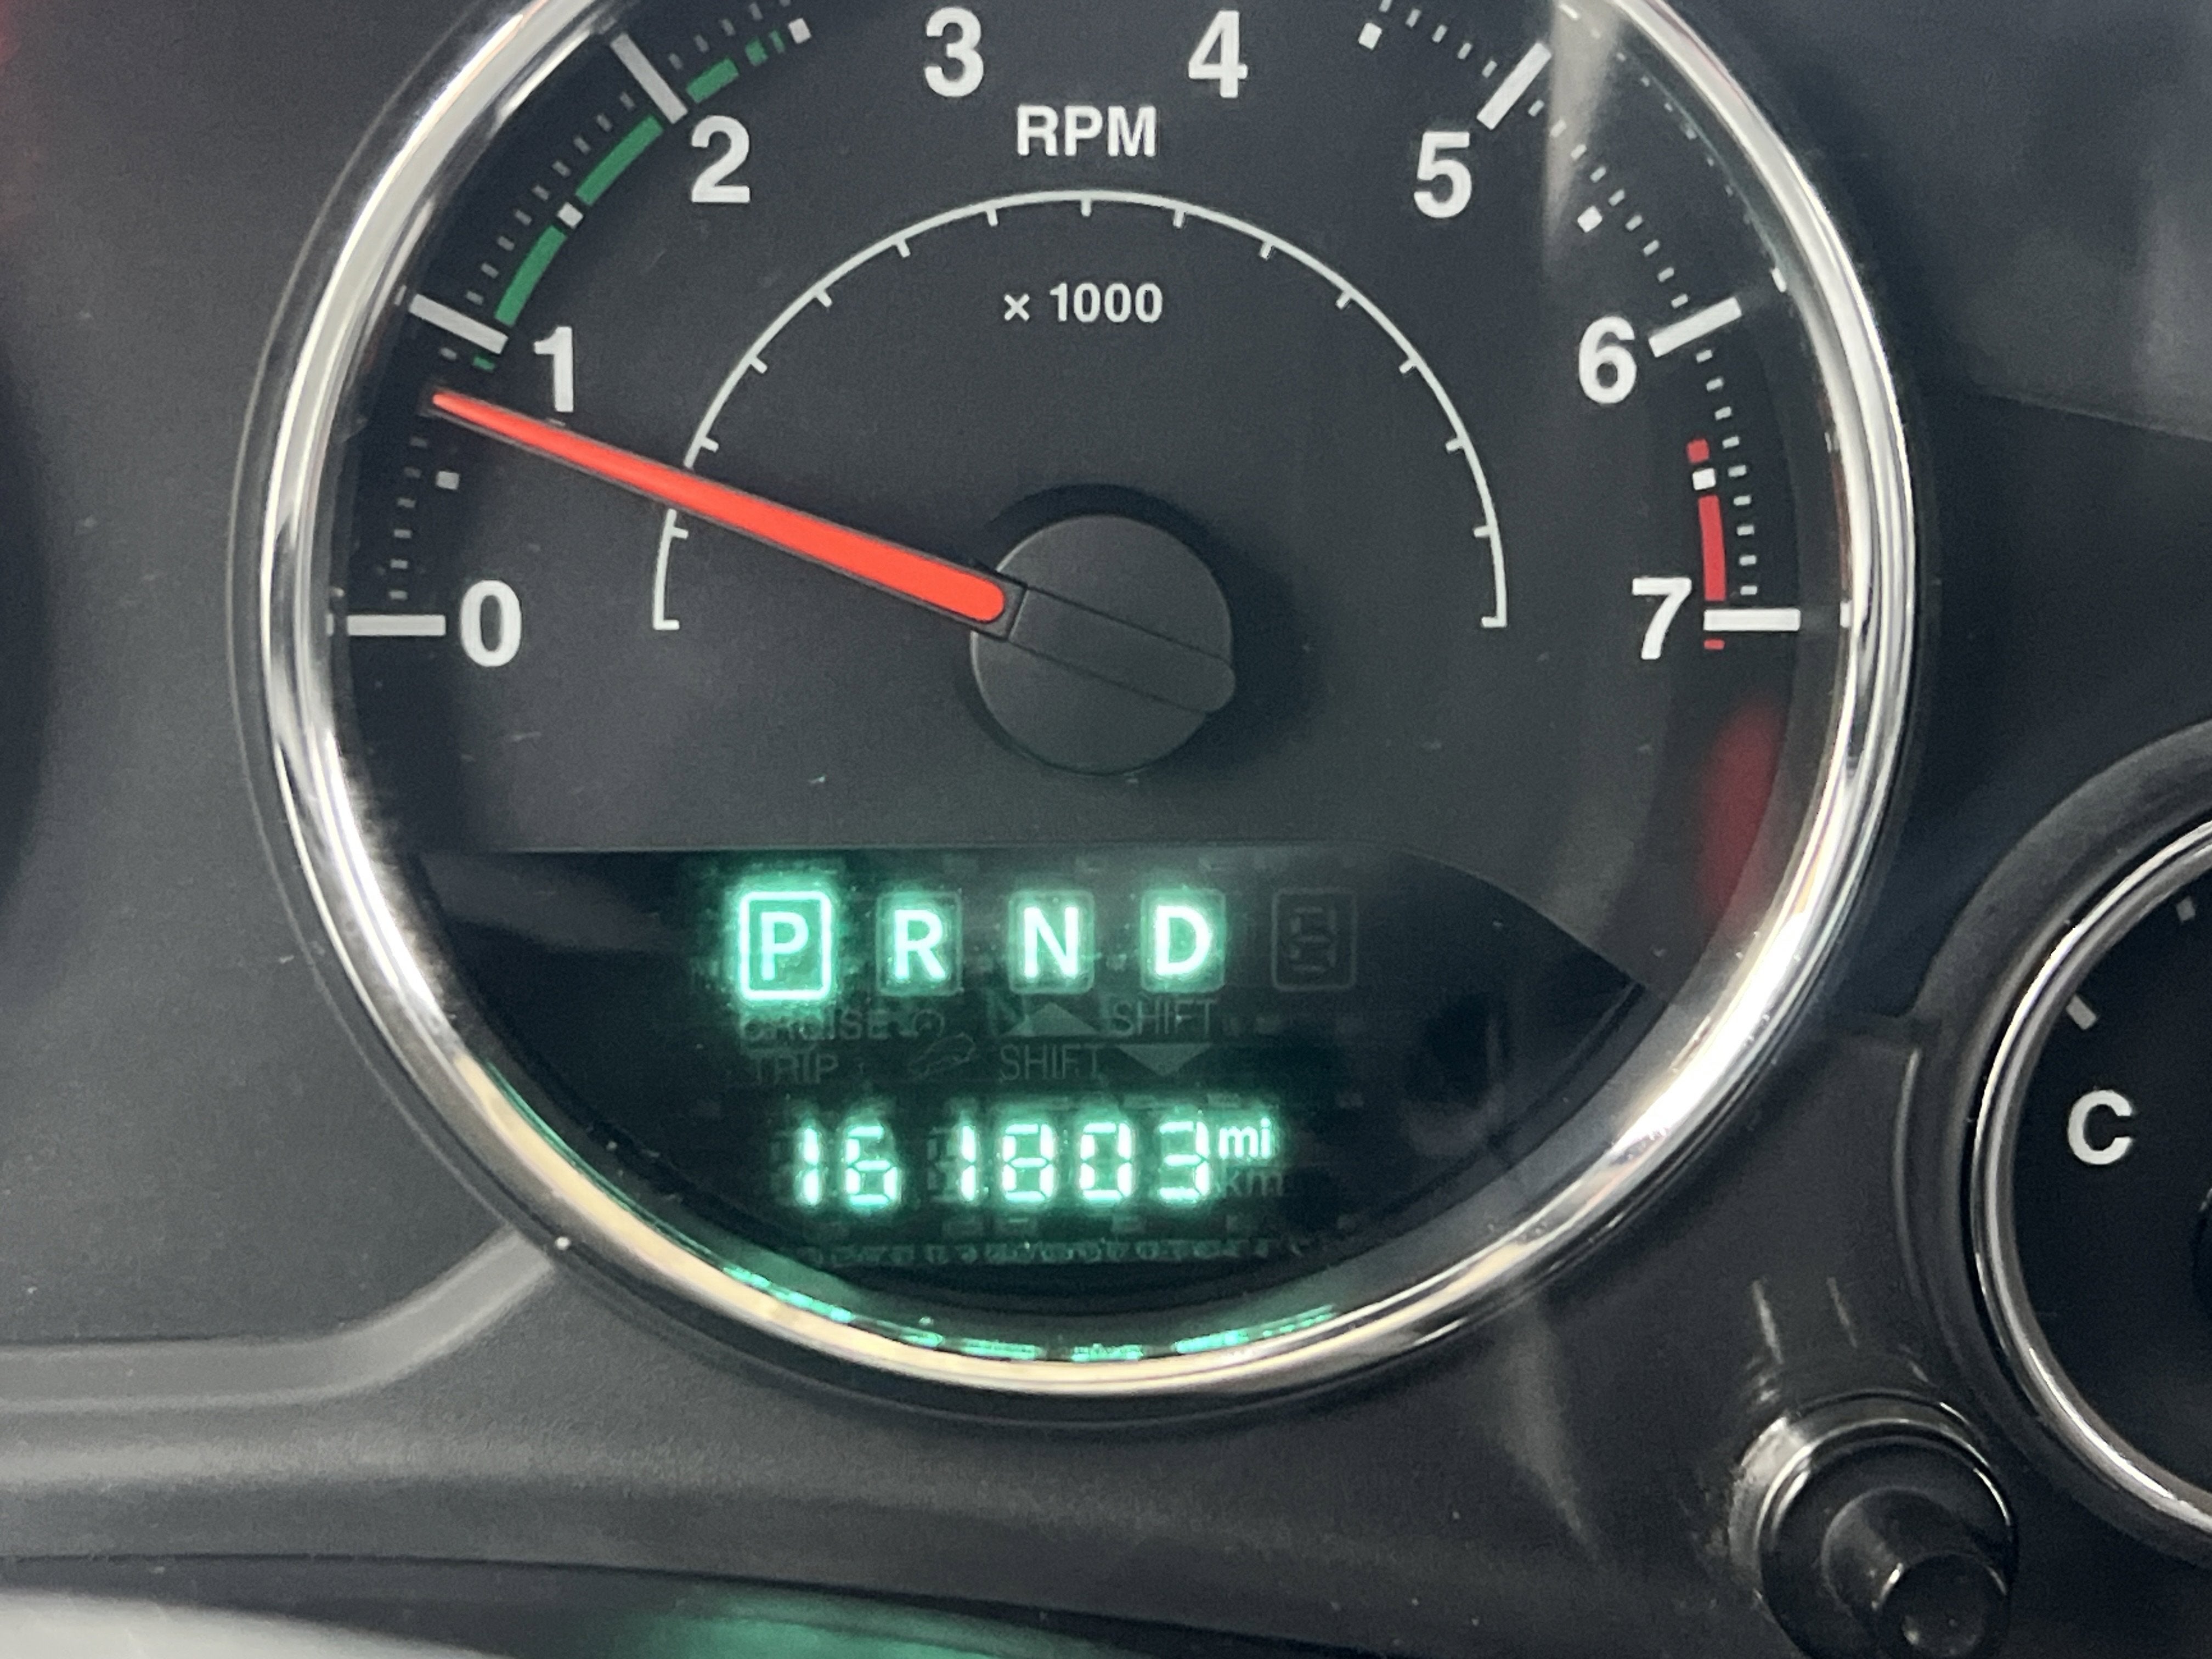 3 4
RPM
2 5
× 1000
1 6
0 7
P R N D
CRUISE SHIFT
TRIP SHIFT
161803 mi
km
C